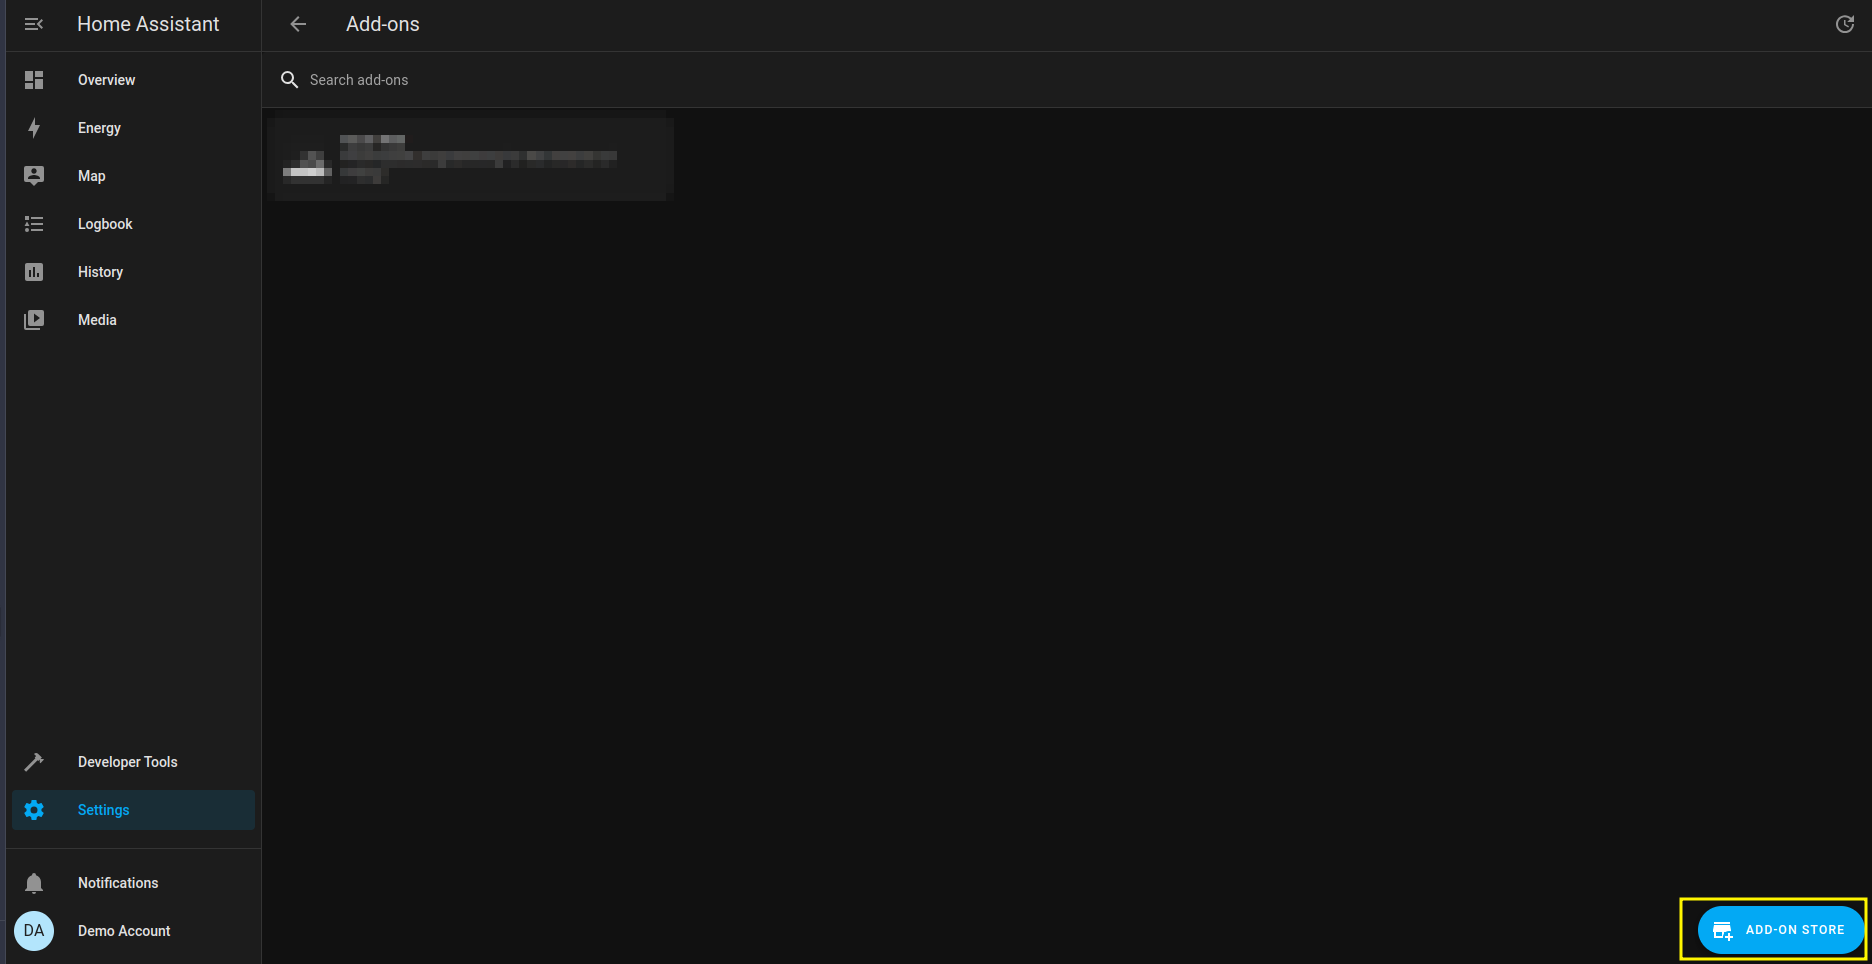 Home Assistant
Add-ons
Search add-ons
Overview
Energy
Map
Logbook
History
Media
Developer Tools
Settings
Notifications
DA
Demo Account
ADD-ON STORE